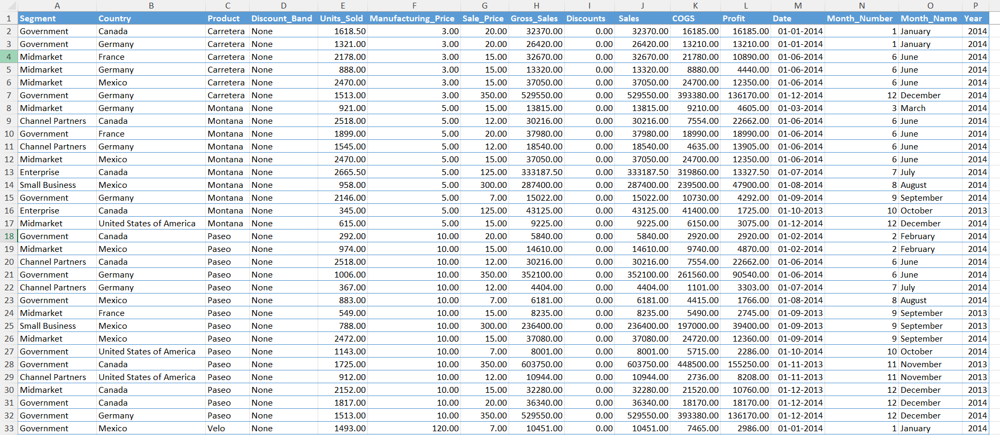 A B C D E F G H I J K L M N O P
1 Segment Country Product Discount_Band Units_Sold Manufacturing_Price Sale_Price Gross_Sales Discounts Sales COGS Profit Date Month_Number Month_Name Year
2 Government Canada Carretera None 1618.50 3.00 20.00 32370.00 0.00 32370.00 16185.00 16185.00 01-01-2014 1 January 2014
3 Government Germany Carretera None 1321.00 3.00 20.00 26420.00 0.00 26420.00 13210.00 13210.00 01-01-2014 1 January 2014
4 Midmarket France Carretera None 2178.00 3.00 15.00 32670.00 0.00 32670.00 21780.00 10890.00 01-06-2014 6 June 2014
5 Midmarket Germany Carretera None 888.00 3.00 15.00 13320.00 0.00 13320.00 8880.00 4440.00 01-06-2014 6 June 2014
6 Midmarket Mexico Carretera None 2470.00 3.00 15.00 37050.00 0.00 37050.00 24700.00 12350.00 01-06-2014 6 June 2014
7 Government Germany Carretera None 1513.00 3.00 350.00 529550.00 0.00 529550.00 393380.00 136170.00 01-12-2014 12 December 2014
8 Midmarket Germany Montana None 921.00 5.00 15.00 13815.00 0.00 13815.00 9210.00 4605.00 01-03-2014 3 March 2014
9 Channel Partners Canada Montana None 2518.00 5.00 12.00 30216.00 0.00 30216.00 7554.00 22662.00 01-06-2014 6 June 2014
10 Government France Montana None 1899.00 5.00 20.00 37980.00 0.00 37980.00 18990.00 18990.00 01-06-2014 6 June 2014
11 Channel Partners Germany Montana None 1545.00 5.00 12.00 18540.00 0.00 18540.00 4635.00 13905.00 01-06-2014 6 June 2014
12 Midmarket Mexico Montana None 2470.00 5.00 15.00 37050.00 0.00 37050.00 24700.00 12350.00 01-06-2014 6 June 2014
13 Enterprise Canada Montana None 2665.50 5.00 125.00 333187.50 0.00 333187.50 319860.00 13327.50 01-07-2014 7 July 2014
14 Small Business Mexico Montana None 958.00 5.00 300.00 287400.00 0.00 287400.00 239500.00 47900.00 01-08-2014 8 August 2014
15 Government Germany Montana None 2146.00 5.00 7.00 15022.00 0.00 15022.00 10730.00 4292.00 01-09-2014 9 September 2014
16 Enterprise Canada Montana None 345.00 5.00 125.00 43125.00 0.00 43125.00 41400.00 1725.00 01-10-2013 10 October 2013
17 Midmarket United States of America Montana None 615.00 5.00 15.00 9225.00 0.00 9225.00 6150.00 3075.00 01-12-2014 12 December 2014
18 Government Canada Paseo None 292.00 10.00 20.00 5840.00 0.00 5840.00 2920.00 2920.00 01-02-2014 2 February 2014
19 Midmarket Mexico Paseo None 974.00 10.00 15.00 14610.00 0.00 14610.00 9740.00 4870.00 01-02-2014 2 February 2014
20 Channel Partners Canada Paseo None 2518.00 10.00 12.00 30216.00 0.00 30216.00 7554.00 22662.00 01-06-2014 6 June 2014
21 Government Germany Paseo None 1006.00 10.00 350.00 352100.00 0.00 352100.00 261560.00 90540.00 01-06-2014 6 June 2014
22 Channel Partners Germany Paseo None 367.00 10.00 12.00 4404.00 0.00 4404.00 1101.00 3303.00 01-07-2014 7 July 2014
23 Government Mexico Paseo None 883.00 10.00 7.00 6181.00 0.00 6181.00 4415.00 1766.00 01-08-2014 8 August 2014
24 Midmarket France Paseo None 549.00 10.00 15.00 8235.00 0.00 8235.00 5490.00 2745.00 01-09-2013 9 September 2013
25 Small Business Mexico Paseo None 788.00 10.00 300.00 236400.00 0.00 236400.00 197000.00 39400.00 01-09-2013 9 September 2013
26 Midmarket Mexico Paseo None 2472.00 10.00 15.00 37080.00 0.00 37080.00 24720.00 12360.00 01-09-2014 9 September 2014
27 Government United States of America Paseo None 1143.00 10.00 7.00 8001.00 0.00 8001.00 5715.00 2286.00 01-10-2014 10 October 2014
28 Government Canada Paseo None 1725.00 10.00 350.00 603750.00 0.00 603750.00 448500.00 155250.00 01-11-2013 11 November 2013
29 Channel Partners United States of America Paseo None 912.00 10.00 12.00 10944.00 0.00 10944.00 2736.00 8208.00 01-11-2013 11 November 2013
30 Midmarket Canada Paseo None 2152.00 10.00 15.00 32280.00 0.00 32280.00 21520.00 10760.00 01-12-2013 12 December 2013
31 Government Canada Paseo None 1817.00 10.00 20.00 36340.00 0.00 36340.00 18170.00 18170.00 01-12-2014 12 December 2014
32 Government Germany Paseo None 1513.00 10.00 350.00 529550.00 0.00 529550.00 393380.00 136170.00 01-12-2014 12 December 2014
33 Government Mexico Velo None 1493.00 120.00 7.00 10451.00 0.00 10451.00 7465.00 2986.00 01-01-2014 1 January 2014